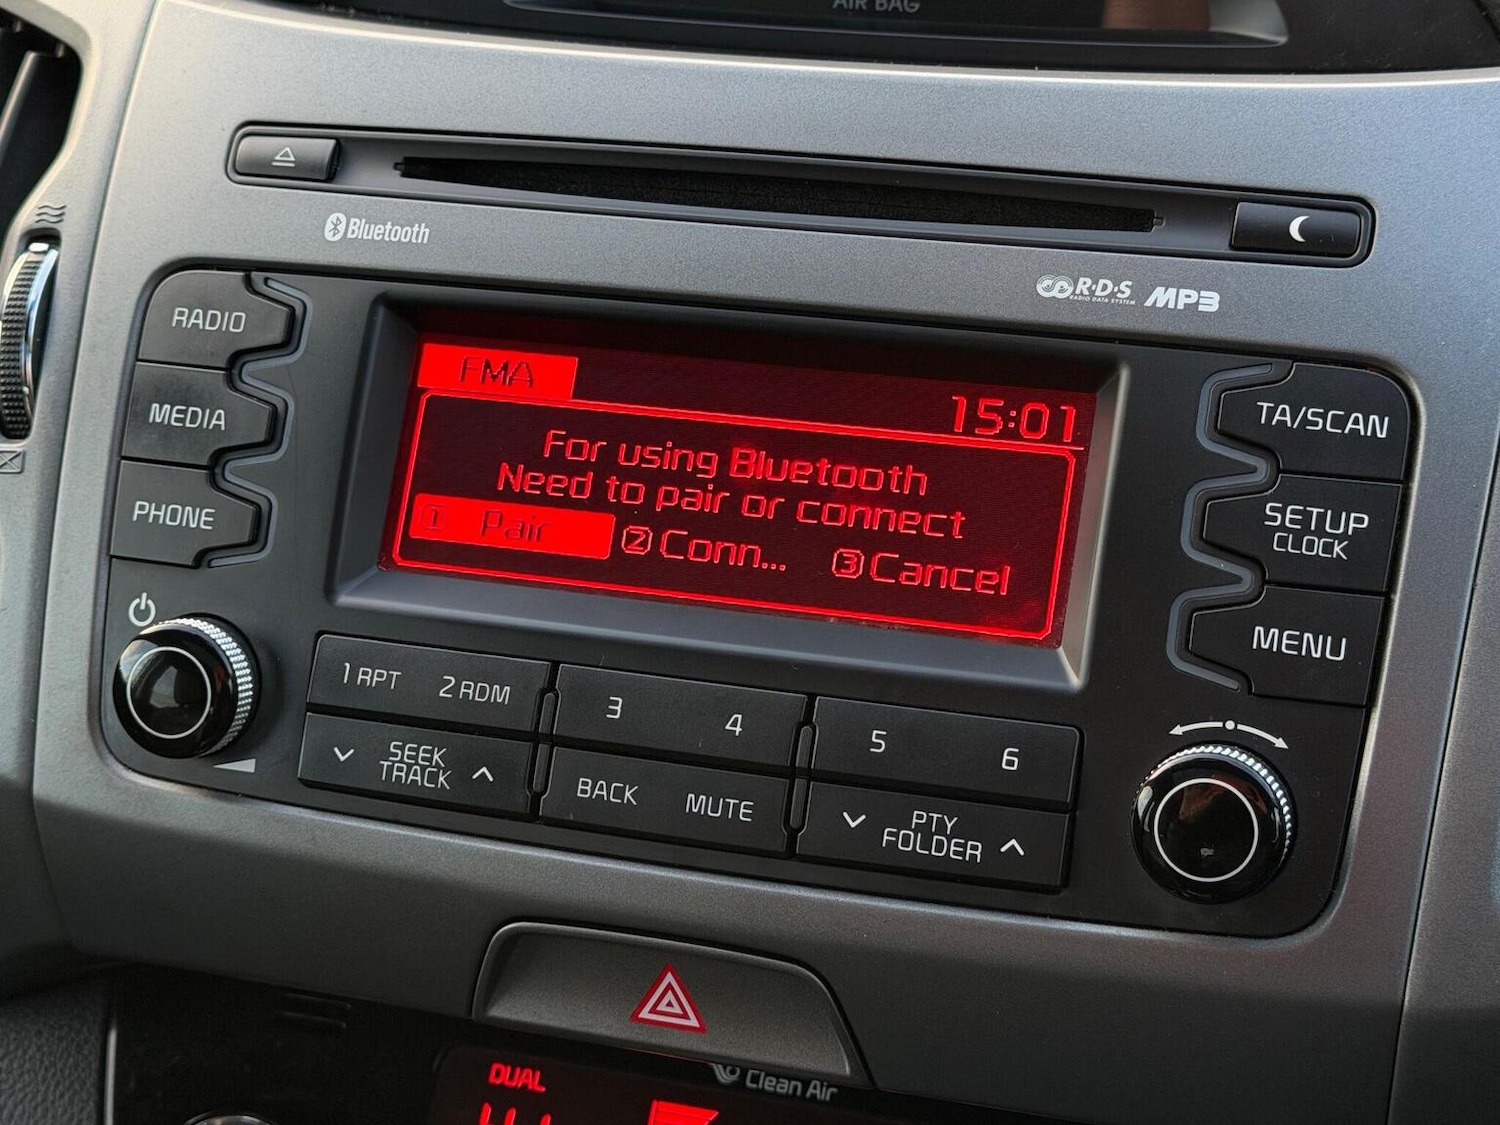 AIR BAG
Bluetooth
R·D·S
RADIO DATA SYSTEM
MP3
RADIO
MEDIA
PHONE
FMA
15:01
For using Bluetooth
Need to pair or connect
1 Pair 2 Conn... 3 Cancel
TA/SCAN
SETUP
CLOCK
MENU
1 RPT 2 RDM
3 4
5 6
SEEK
TRACK
BACK MUTE
PTY
FOLDER
DUAL
Clean Air